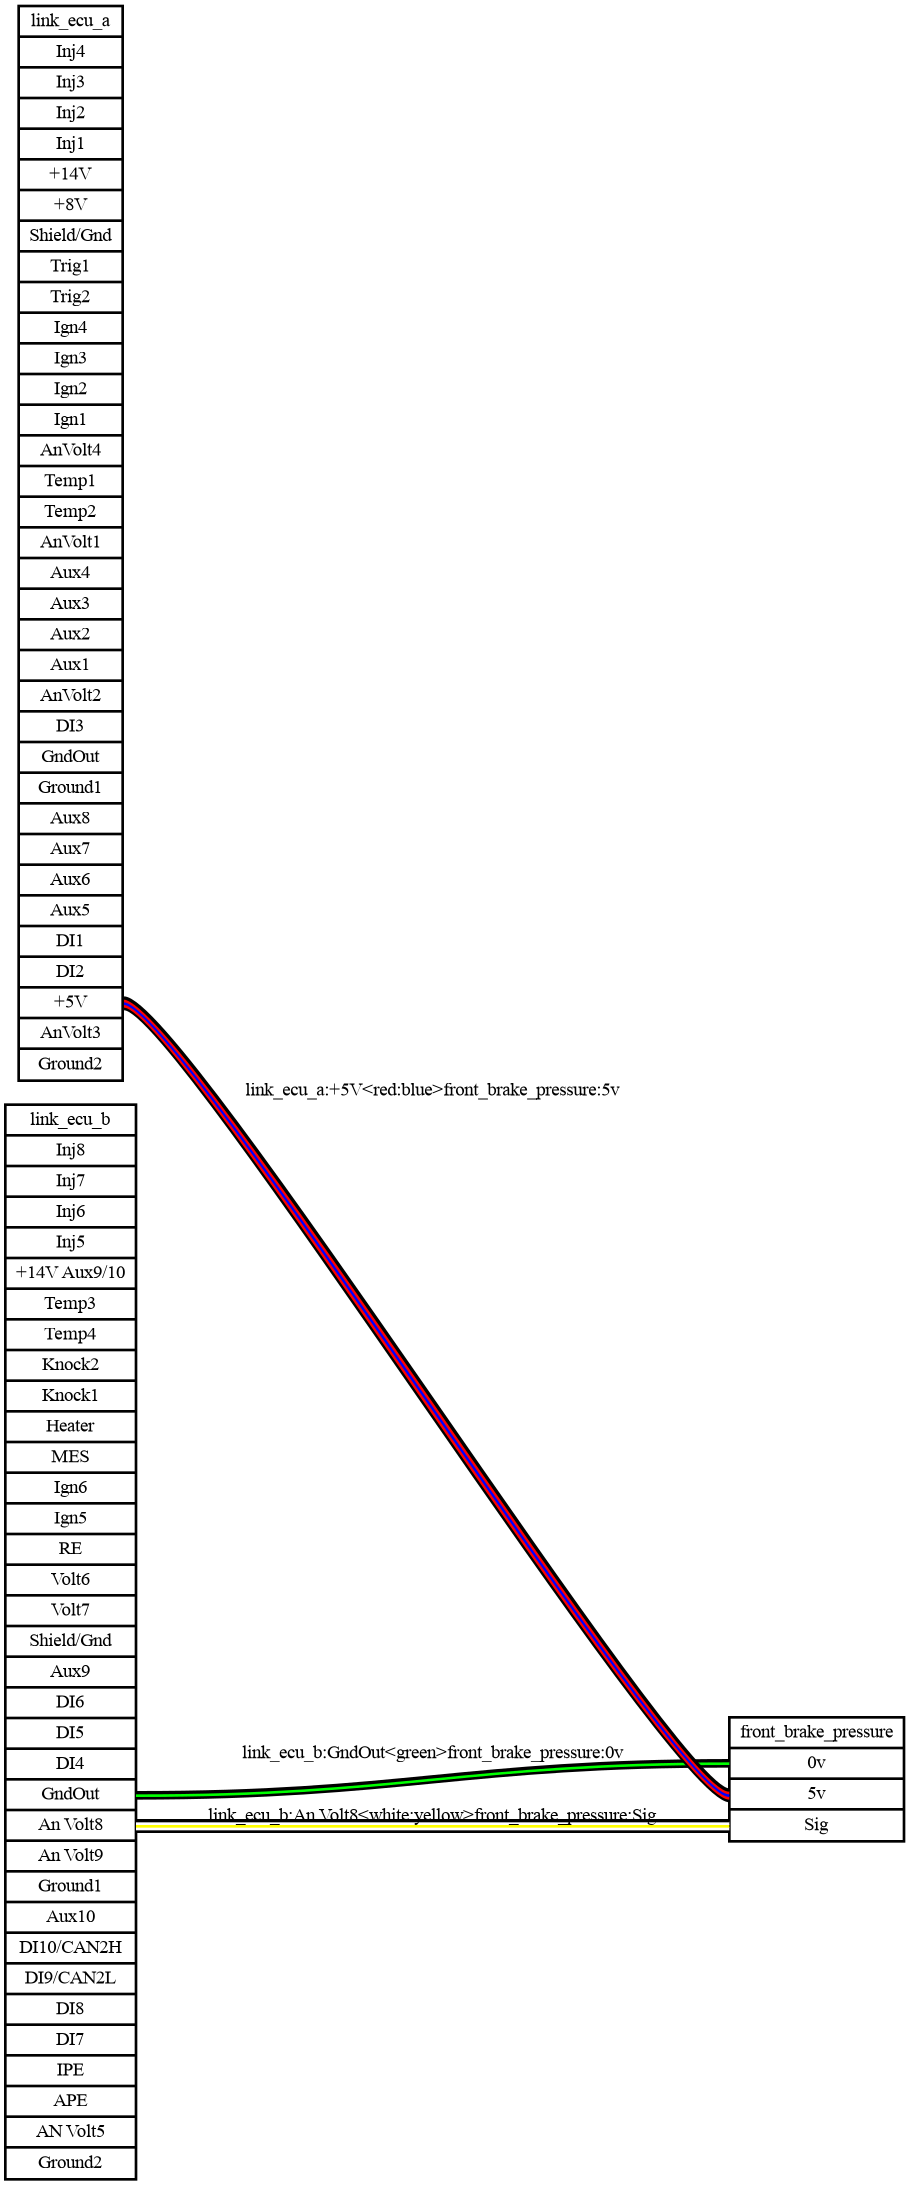 link_ecu_a
Inj4
Inj3
Inj2
Inj1
+14V
+8V
Shield/Gnd
Trig1
Trig2
Ign4
Ign3
Ign2
Ign1
AnVolt4
Temp1
Temp2
AnVolt1
Aux4
Aux3
Aux2
Aux1
AnVolt2
DI3
GndOut
Ground1
Aux8
Aux7
Aux6
Aux5
DI1
DI2
+5V
AnVolt3
Ground2
link_ecu_a:+5V<red:blue>front_brake_pressure:5v
link_ecu_b
Inj8
Inj7
Inj6
Inj5
+14V Aux9/10
Temp3
Temp4
Knock2
Knock1
Heater
MES
Ign6
Ign5
RE
Volt6
Volt7
Shield/Gnd
Aux9
DI6
DI5
DI4
GndOut
An Volt8
An Volt9
Ground1
Aux10
DI10/CAN2H
DI9/CAN2L
DI8
DI7
IPE
APE
AN Volt5
Ground2
link_ecu_b:GndOut<green>front_brake_pressure:0v
link_ecu_b:An Volt8<white:yellow>front_brake_pressure:Sig
front_brake_pressure
0v
5v
Sig